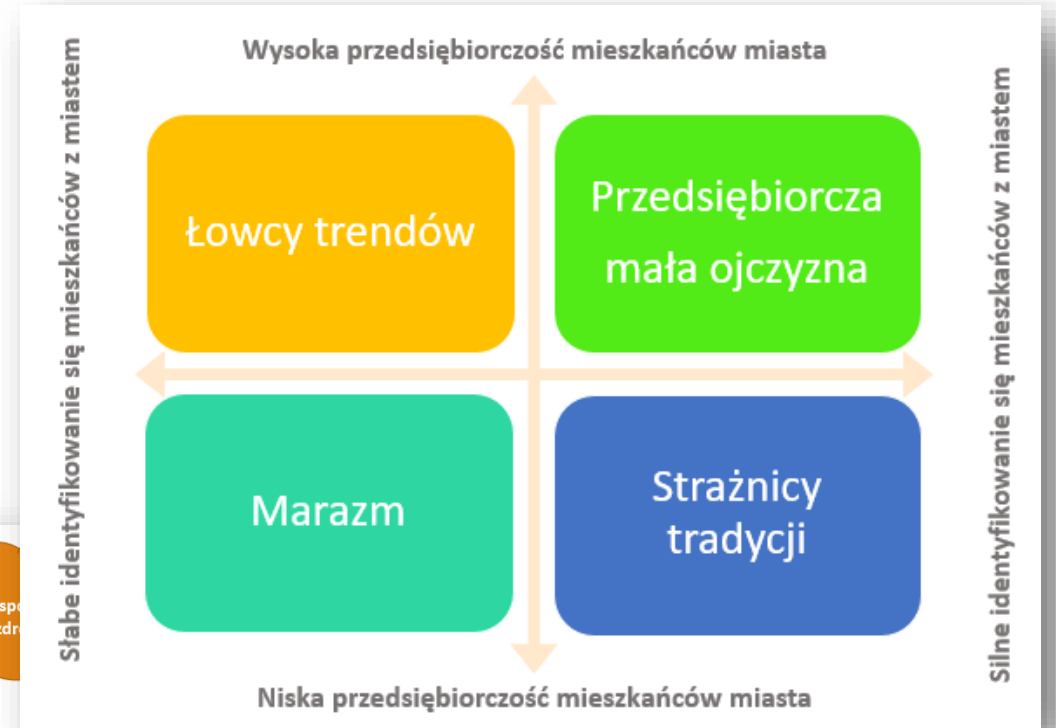 Wysoka przedsiębiorczość mieszkańców miasta
Słabe identyfikowanie się mieszkańców z miastem
Łowcy trendów
Przedsiębiorcza
mała ojczyzna
Silne identyfikowanie się mieszkańców z miastem
Marazm
Strażnicy
tradycji
Niska przedsiębiorczość mieszkańców miasta